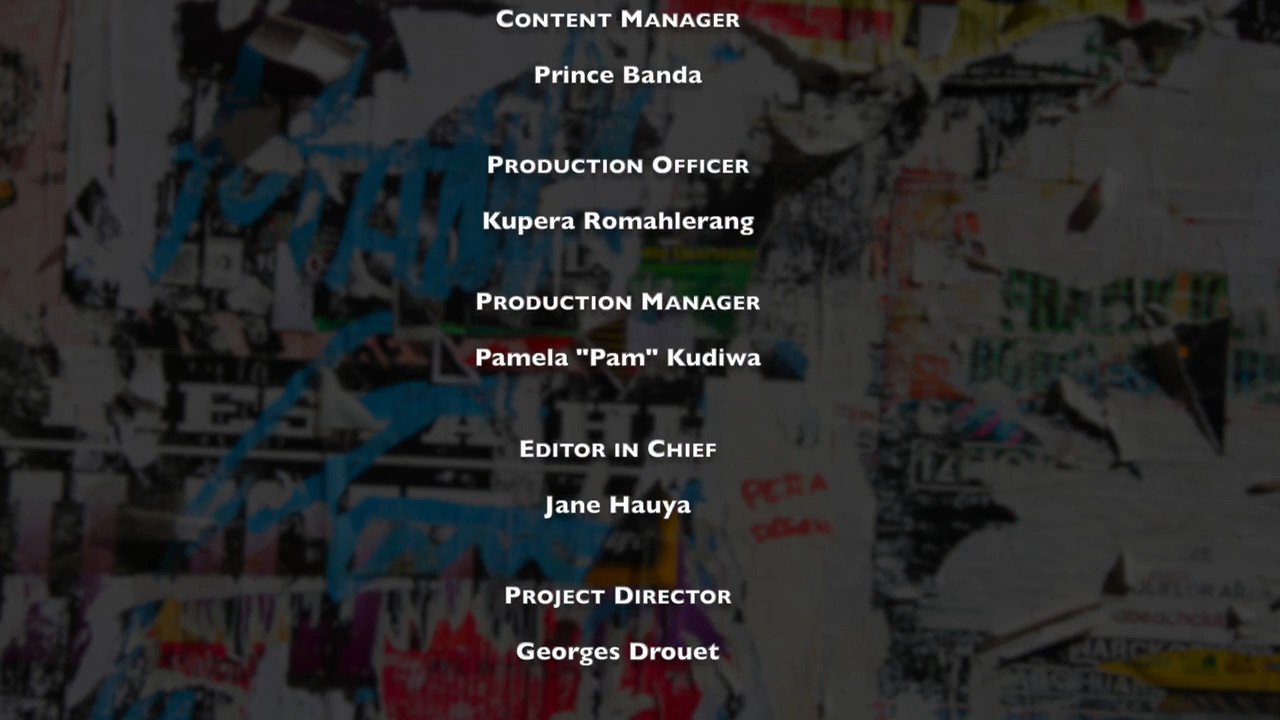 CONTENT MANAGER
Prince Banda
PRODUCTION OFFICER
Kupera Romahlerang
PRODUCTION MANAGER
Pamela "Pam" Kudiwa
EDITOR IN CHIEF
Jane Hauya
PROJECT DIRECTOR
Georges Drouet